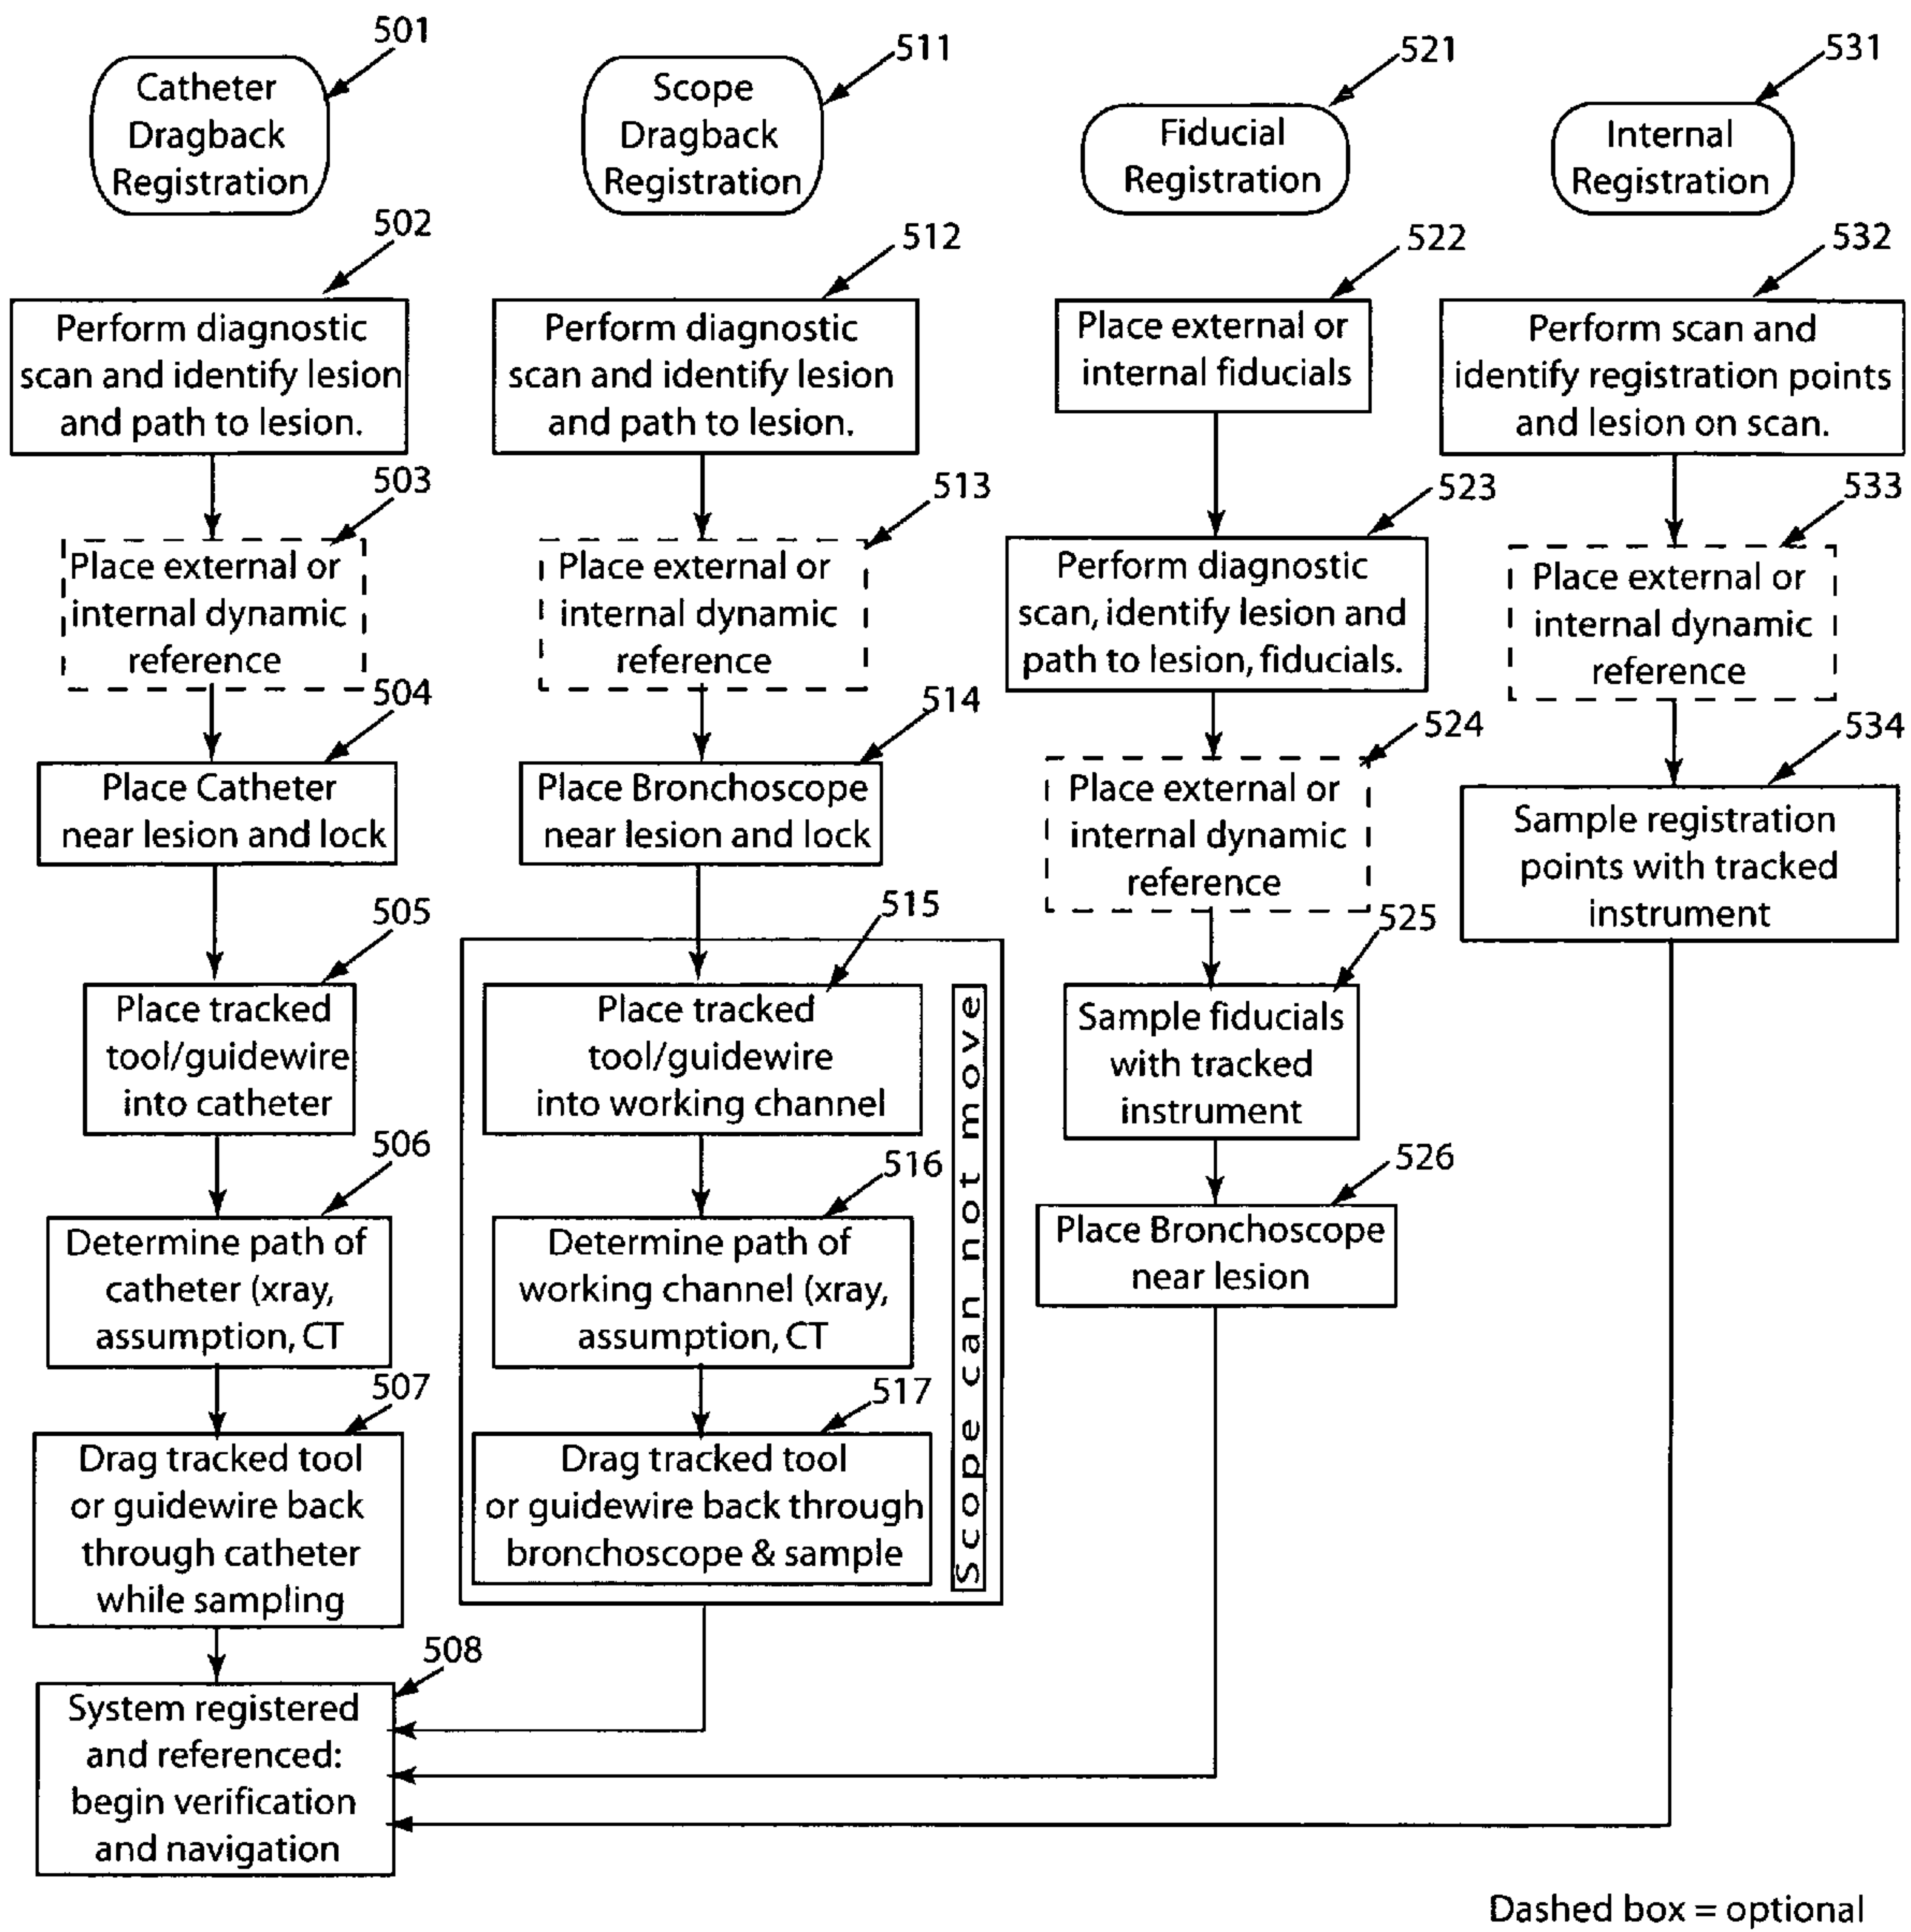 501
Catheter
Dragback
Registration
502
Perform diagnostic
scan and identify lesion
and path to lesion.
503
Place external or
internal dynamic
reference
504
Place Catheter
near lesion and lock
505
Place tracked
tool/guidewire
into catheter
506
Determine path of
catheter (xray,
assumption, CT
507
Drag tracked tool
or guidewire back
through catheter
while sampling
508
System registered
and referenced:
begin verification
and navigation
511
Scope
Dragback
Registration
512
Perform diagnostic
scan and identify lesion
and path to lesion.
513
Place external or
internal dynamic
reference
514
Place Bronchoscope
near lesion and lock
515
Place tracked
tool/guidewire
into working channel
516
Determine path of
working channel (xray,
assumption, CT
517
Drag tracked tool
or guidewire back through
bronchoscope & sample
Scope can not move
521
Fiducial
Registration
522
Place external or
internal fiducials
523
Perform diagnostic
scan, identify lesion and
path to lesion, fiducials.
524
Place external or
internal dynamic
reference
525
Sample fiducials
with tracked
instrument
526
Place Bronchoscope
near lesion
531
Internal
Registration
532
Perform scan and
identify registration points
and lesion on scan.
533
Place external or
internal dynamic
reference
534
Sample registration
points with tracked
instrument
Dashed box = optional